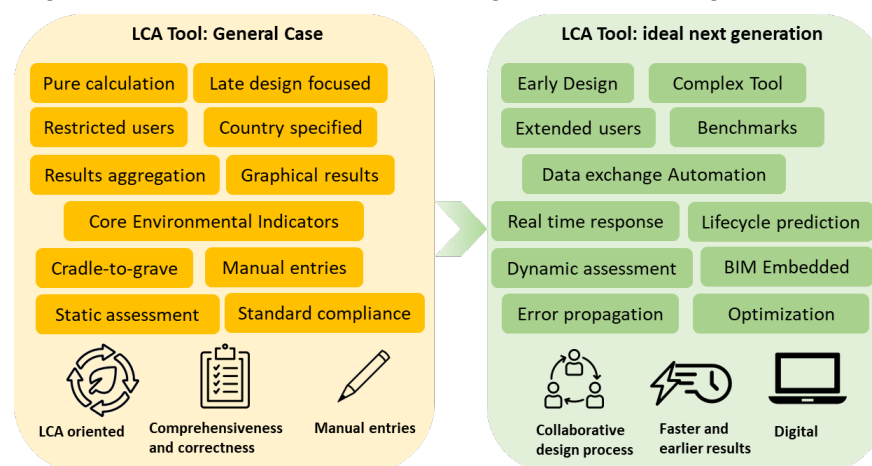 LCA Tool: General Case
Pure calculation
Late design focused
Restricted users
Country specified
Results aggregation
Graphical results
Core Environmental Indicators
Cradle-to-grave
Manual entries
Static assessment
Standard compliance
LCA oriented
Comprehensiveness
and correctness
Manual entries
LCA Tool: ideal next generation
Early Design
Complex Tool
Extended users
Benchmarks
Data exchange Automation
Real time response
Lifecycle prediction
Dynamic assessment
BIM Embedded
Error propagation
Optimization
Collaborative
design process
Faster and
earlier results
Digital